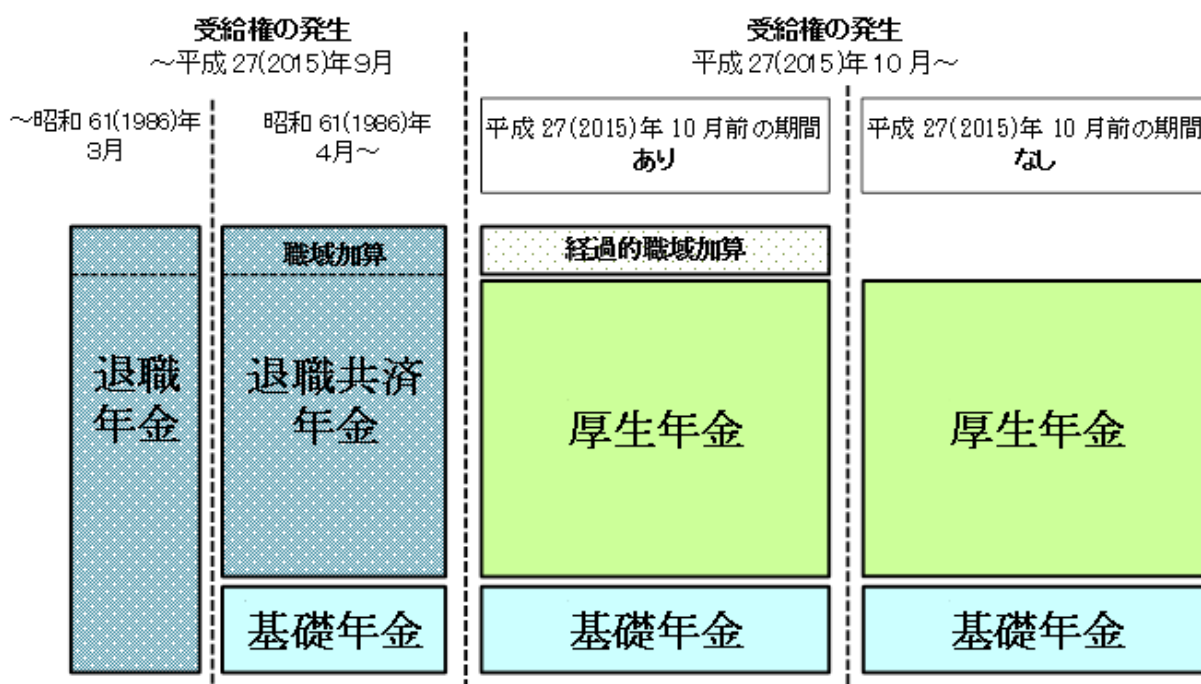 受給権の発生
～平成27(2015)年9月
受給権の発生
平成27(2015)年10月～
～昭和61(1986)年
3月
昭和61(1986)年
4月～
平成27(2015)年10月前の期間
あり
平成27(2015)年10月前の期間
なし
職域加算
経過的職域加算
退職
年金
退職共済
年金
厚生年金
厚生年金
基礎年金
基礎年金
基礎年金